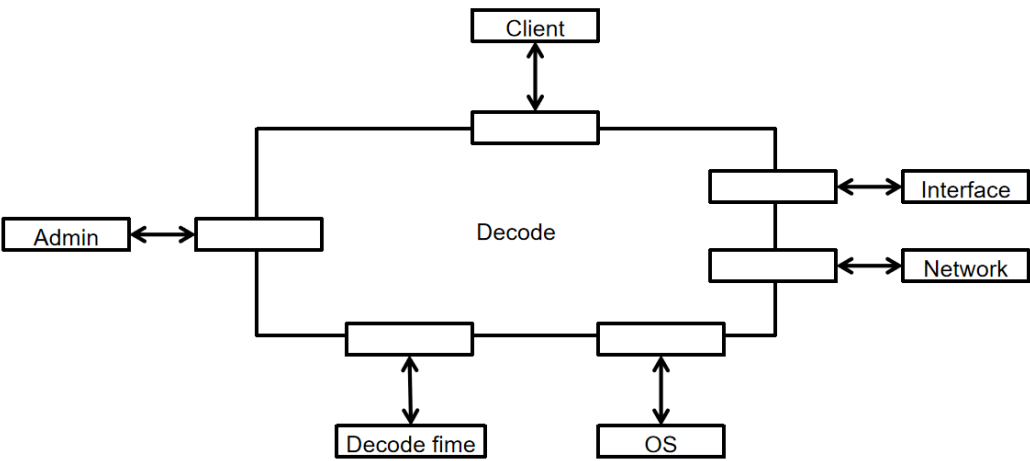 Client
Interface
Admin
Decode
Network
Decode fime
OS